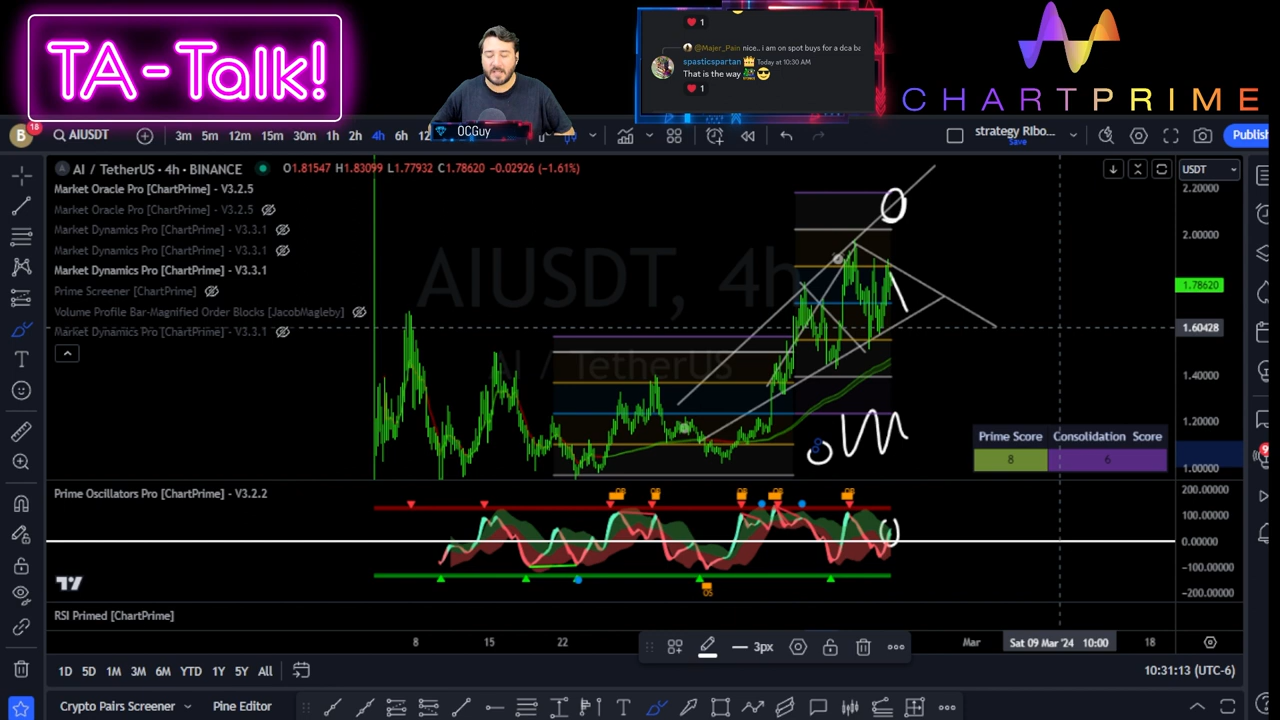 TA-Talk!
OCGuy
1
@Majer_Pain nice.. i am on spot buys for a dca ba
spasticspartan Today at 10:30 AM
That is the way
1
CHARTPRIME
B 18 AIUSDT 3m 5m 12m 15m 30m 1h 2h 4h 6h 12 strategy RIbo... Save Publish
AI / TetherUS · 4h · BINANCE O1.81547 H1.83099 L1.77932 C1.78620 -0.02926 (-1.61%) USDT
Market Oracle Pro [ChartPrime] - V3.2.5
Market Oracle Pro [ChartPrime] - V3.2.5
Market Dynamics Pro [ChartPrime] - V3.3.1
Market Dynamics Pro [ChartPrime] - V3.3.1
Market Dynamics Pro [ChartPrime] - V3.3.1
Prime Screener [ChartPrime]
Volume Profile Bar-Magnified Order Blocks [JacobMagleby]
Market Dynamics Pro [ChartPrime] - V3.3.1
AIUSDT, 4h
AI / TetherUS
2.20000
2.00000
1.78620
1.60428
1.40000
1.20000
1.00000
Prime Score Consolidation Score
8 6
Prime Oscillators Pro [ChartPrime] - V3.2.2
200.00000
100.00000
0.00000
-100.00000
-200.00000
OS
RSI Primed [ChartPrime]
8 15 22 Mar Sat 09 Mar '24 10:00 18
3px
1D 5D 1M 3M 6M YTD 1Y 5Y All 10:31:13 (UTC-6)
Crypto Pairs Screener Pine Editor